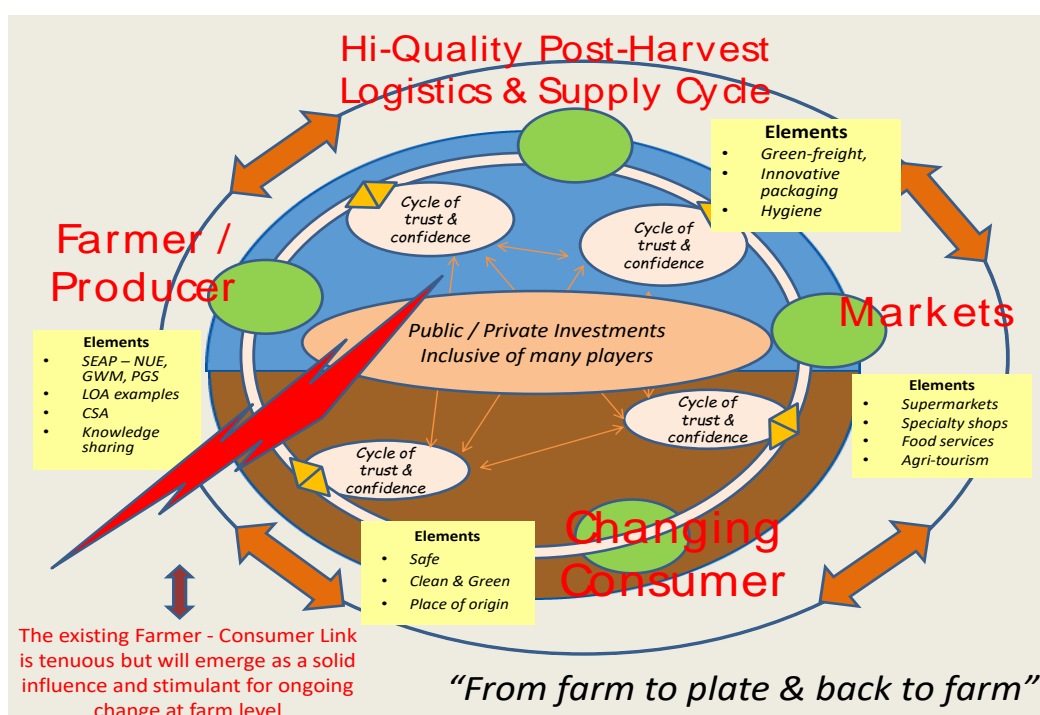 Hi-Quality Post-Harvest
Logistics & Supply Cycle
Elements
• Green-freight,
• Innovative
packaging
• Hygiene
Cycle of
trust &
confidence
Cycle of
trust &
confidence
Farmer /
Producer
Markets
Public / Private Investments
Inclusive of many players
Elements
• SEAP – NUE,
GWM, PGS
• LOA examples
• CSA
• Knowledge
sharing
Elements
• Supermarkets
• Specialty shops
• Food services
• Agri-tourism
Cycle of
trust &
confidence
Cycle of
trust &
confidence
Changing
Consumer
Elements
• Safe
• Clean & Green
• Place of origin
The existing Farmer - Consumer Link
is tenuous but will emerge as a solid
influence and stimulant for ongoing
change at farm level
“From farm to plate & back to farm”